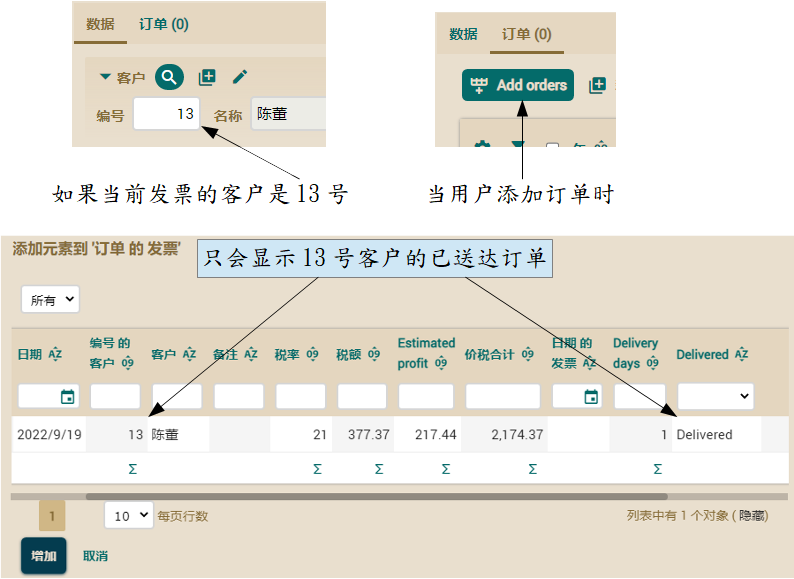 数据 订单 (0)
客户
编号 13 名称 陈董
数据 订单 (0)
Add orders
如果当前发票的客户是 13 号
当用户添加订单时
添加元素到 '订单 的 发票'
只会显示 13 号客户的已送达订单
所有
日期 编号 的 客户 客户 备注 税率 税额 Estimated profit 价税合计 日期 的 发票 Delivery days Delivered
2022/9/19 13 陈董 21 377.37 217.44 2,174.37 1 Delivered
Σ Σ Σ Σ Σ Σ
1 10 每页行数 列表中有 1 个对象 ( 隐藏)
增加 取消